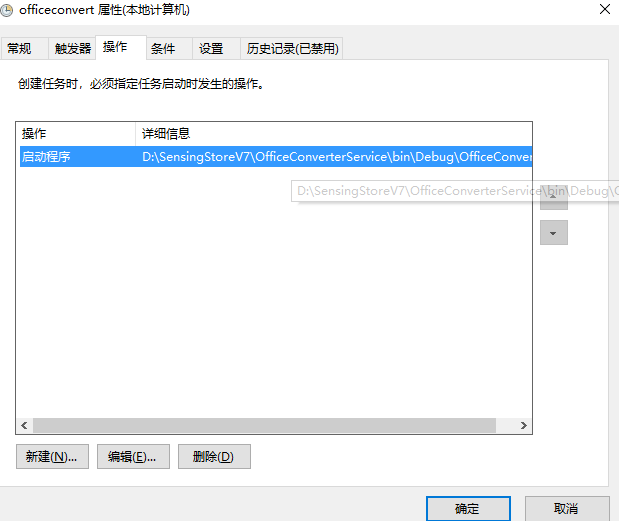 officeconvert 属性(本地计算机)
常规 触发器 操作 条件 设置 历史记录(已禁用)
创建任务时，必须指定任务启动时发生的操作。
操作 详细信息
启动程序 D:\SensingStoreV7\OfficeConverterService\bin\Debug\OfficeConver
D:\SensingStoreV7\OfficeConverterService\bin\Debug\O
新建(N)... 编辑(E)... 删除(D)
确定 取消